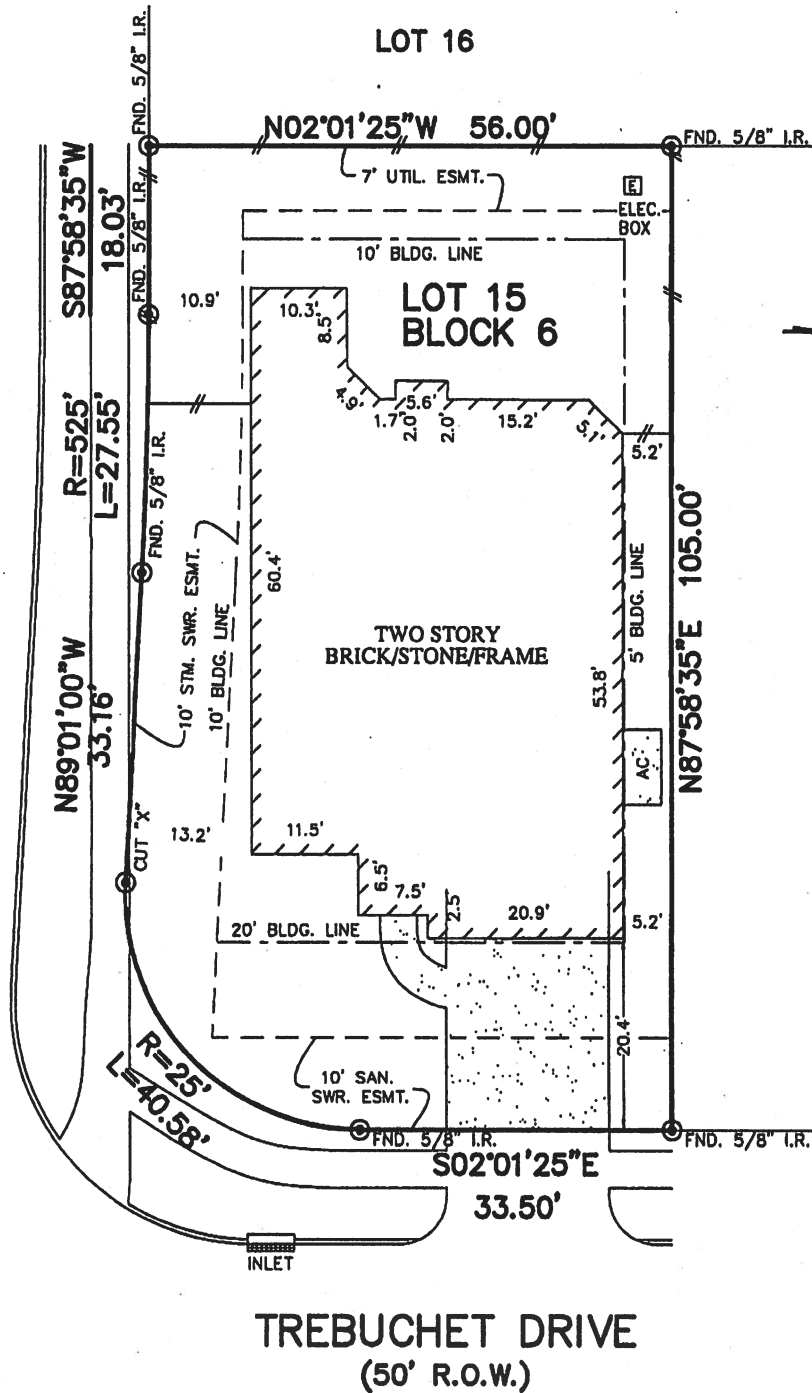 LOT 16
FND. 5/8" I.R.
N02°01'25"W 56.00'
FND. 5/8" I.R.
7' UTIL. ESMT.
E
ELEC.
BOX
10' BLDG. LINE
S87°58'35"W
18.03'
FND. 5/8" I.R.
10.9'
10.3'
8.5'
LOT 15
BLOCK 6
4.9'
1.7'
2.0'
5.6'
2.0'
15.2'
5.1'
5.2'
R=525'
L=27.55'
FND. 5/8" I.R.
10' STM. SWR. ESMT.
10' BLDG. LINE
60.4'
TWO STORY
BRICK/STONE/FRAME
53.8'
5' BLDG. LINE
N87°58'35"E 105.00'
AC
N89°01'00"W
33.16'
CUT "X"
13.2'
11.5'
6.5'
7.5'
2.5'
20.9'
5.2'
20' BLDG. LINE
20.4'
R=25'
L=40.58'
10' SAN.
SWR. ESMT.
FND. 5/8" I.R.
FND. 5/8" I.R.
S02°01'25"E
33.50'
INLET
TREBUCHET DRIVE
(50' R.O.W.)